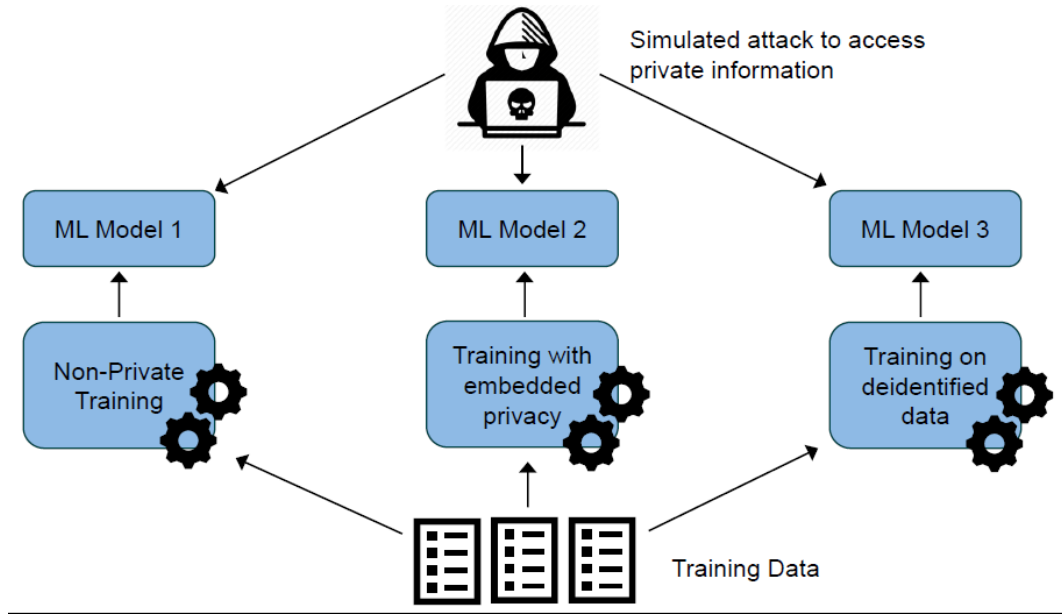 Simulated attack to access
private information
ML Model 1
ML Model 2
ML Model 3
Non-Private
Training
Training with
embedded
privacy
Training on
deidentified
data
Training Data